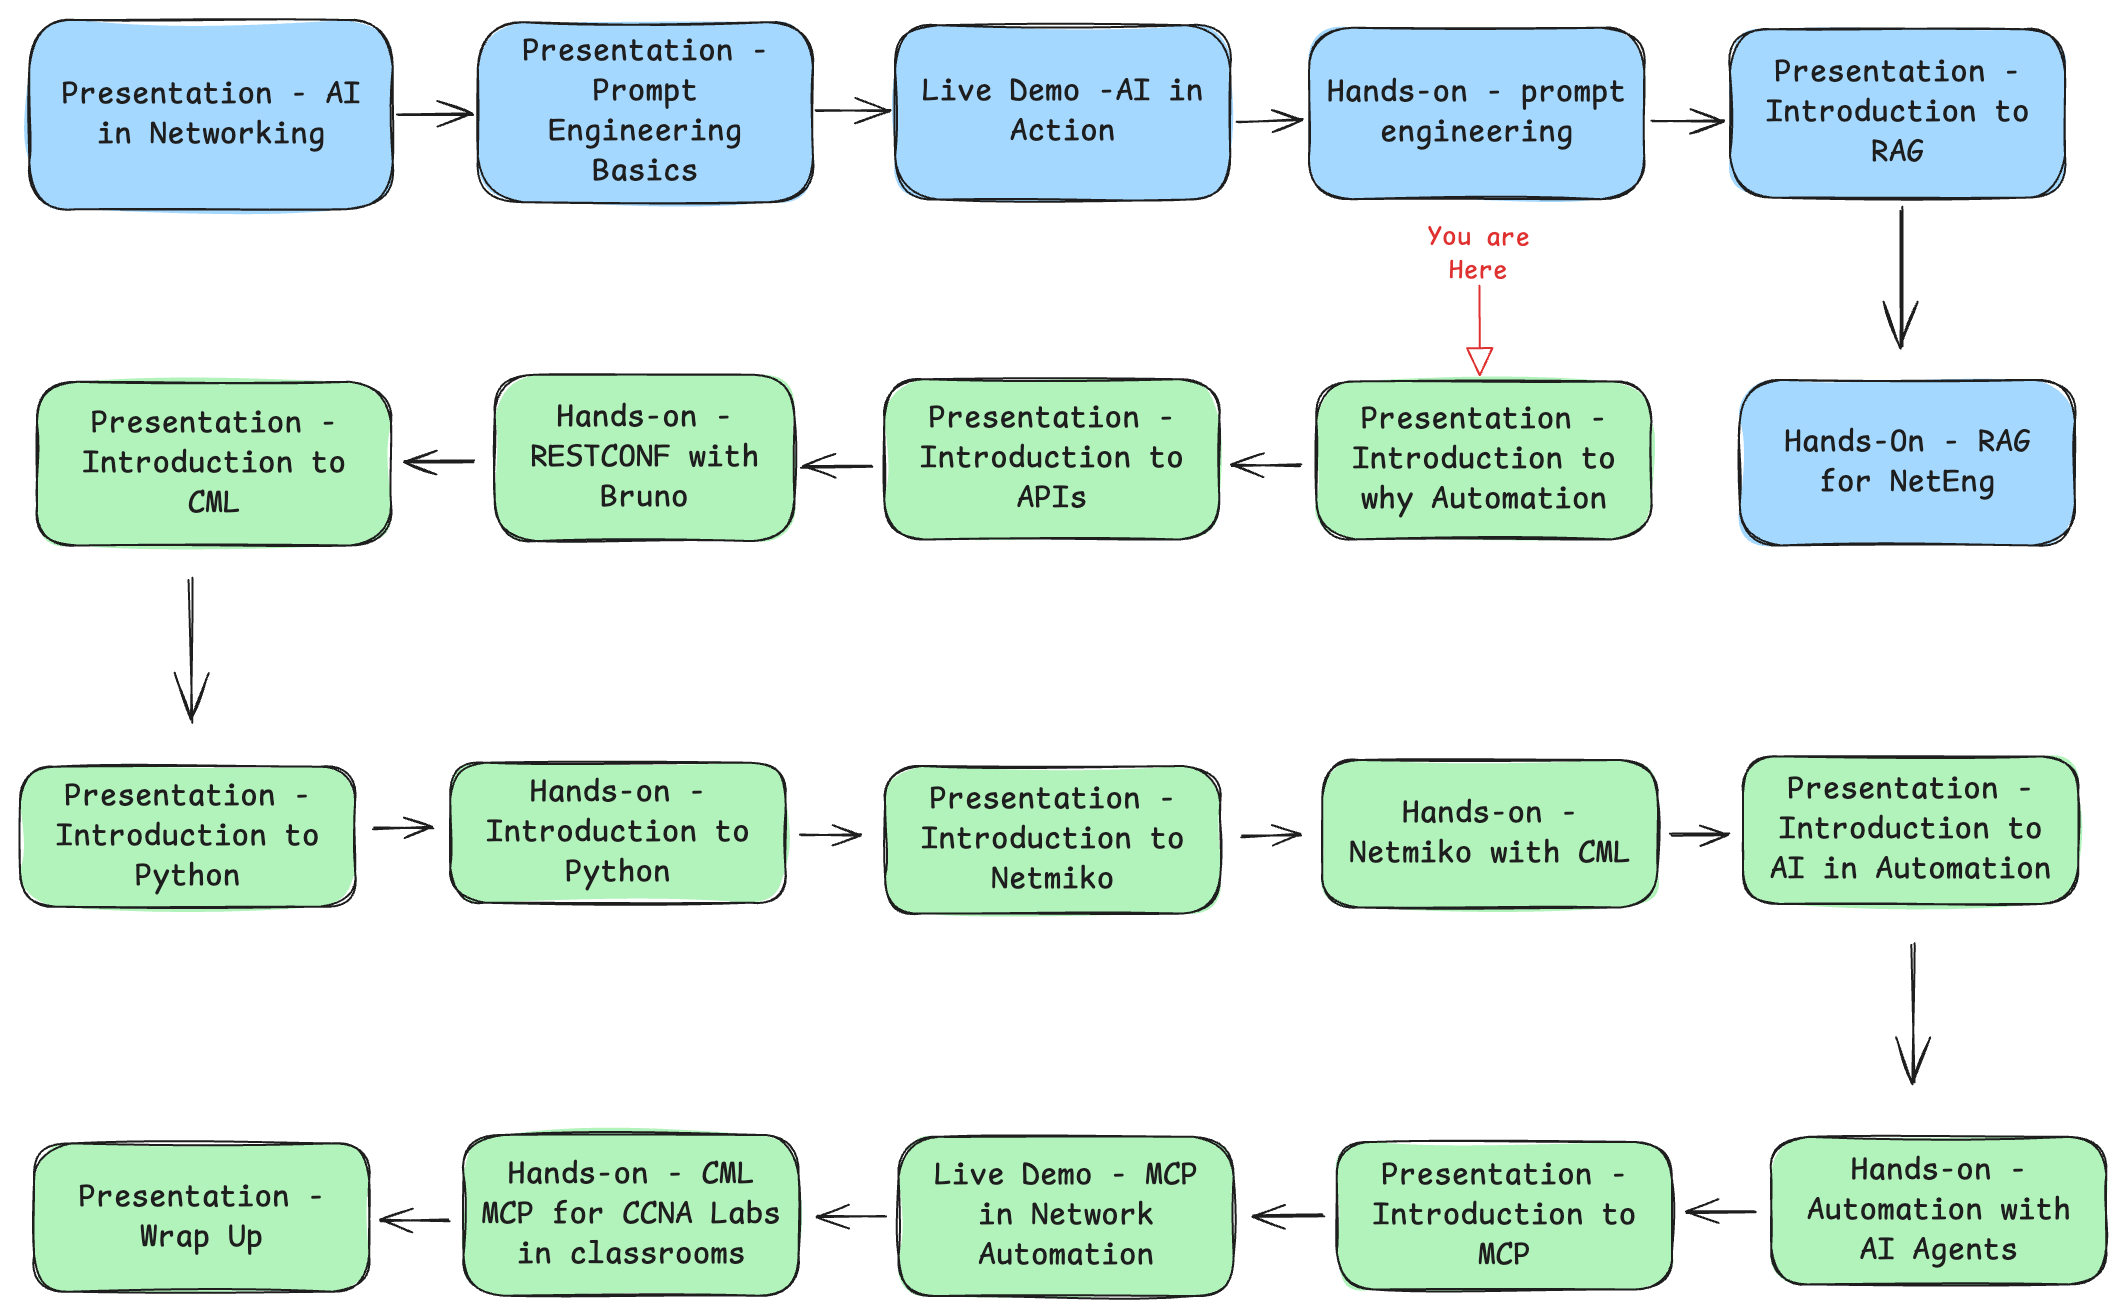 Presentation - AI
in Networking
Presentation -
Prompt
Engineering
Basics
Live Demo -AI in
Action
Hands-on - prompt
engineering
Presentation -
Introduction to
RAG
You are
Here
Hands-On - RAG
for NetEng
Presentation -
Introduction to
why Automation
Presentation -
Introduction to
APIs
Hands-on -
RESTCONF with
Bruno
Presentation -
Introduction to
CML
Presentation -
Introduction to
Python
Hands-on -
Introduction to
Python
Presentation -
Introduction to
Netmiko
Hands-on -
Netmiko with CML
Presentation -
Introduction to
AI in Automation
Hands-on -
Automation with
AI Agents
Presentation -
Introduction to
MCP
Live Demo - MCP
in Network
Automation
Hands-on - CML
MCP for CCNA Labs
in classrooms
Presentation -
Wrap Up